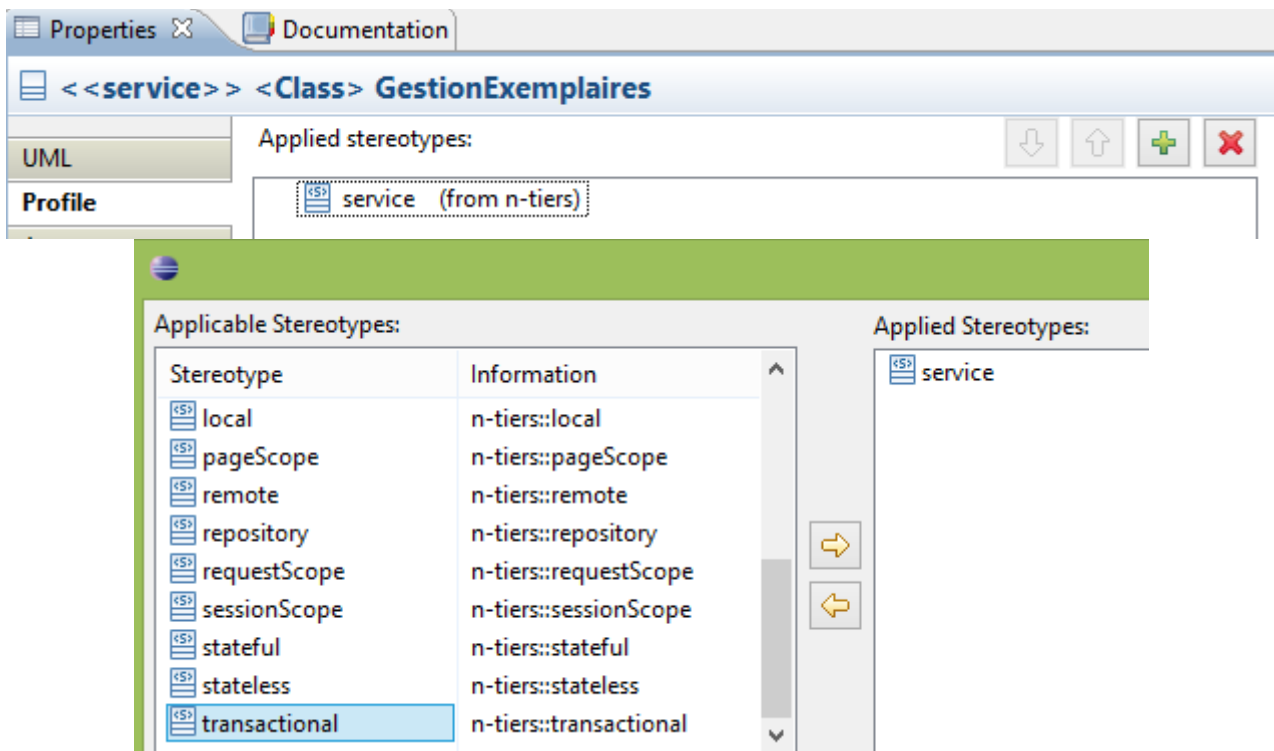 Properties Documentation
<<service>> <Class> GestionExemplaires
Applied stereotypes:
UML
Profile
service (from n-tiers)
Applicable Stereotypes:
Applied Stereotypes:
Stereotype Information
service
local n-tiers::local
pageScope n-tiers::pageScope
remote n-tiers::remote
repository n-tiers::repository
requestScope n-tiers::requestScope
sessionScope n-tiers::sessionScope
stateful n-tiers::stateful
stateless n-tiers::stateless
transactional n-tiers::transactional